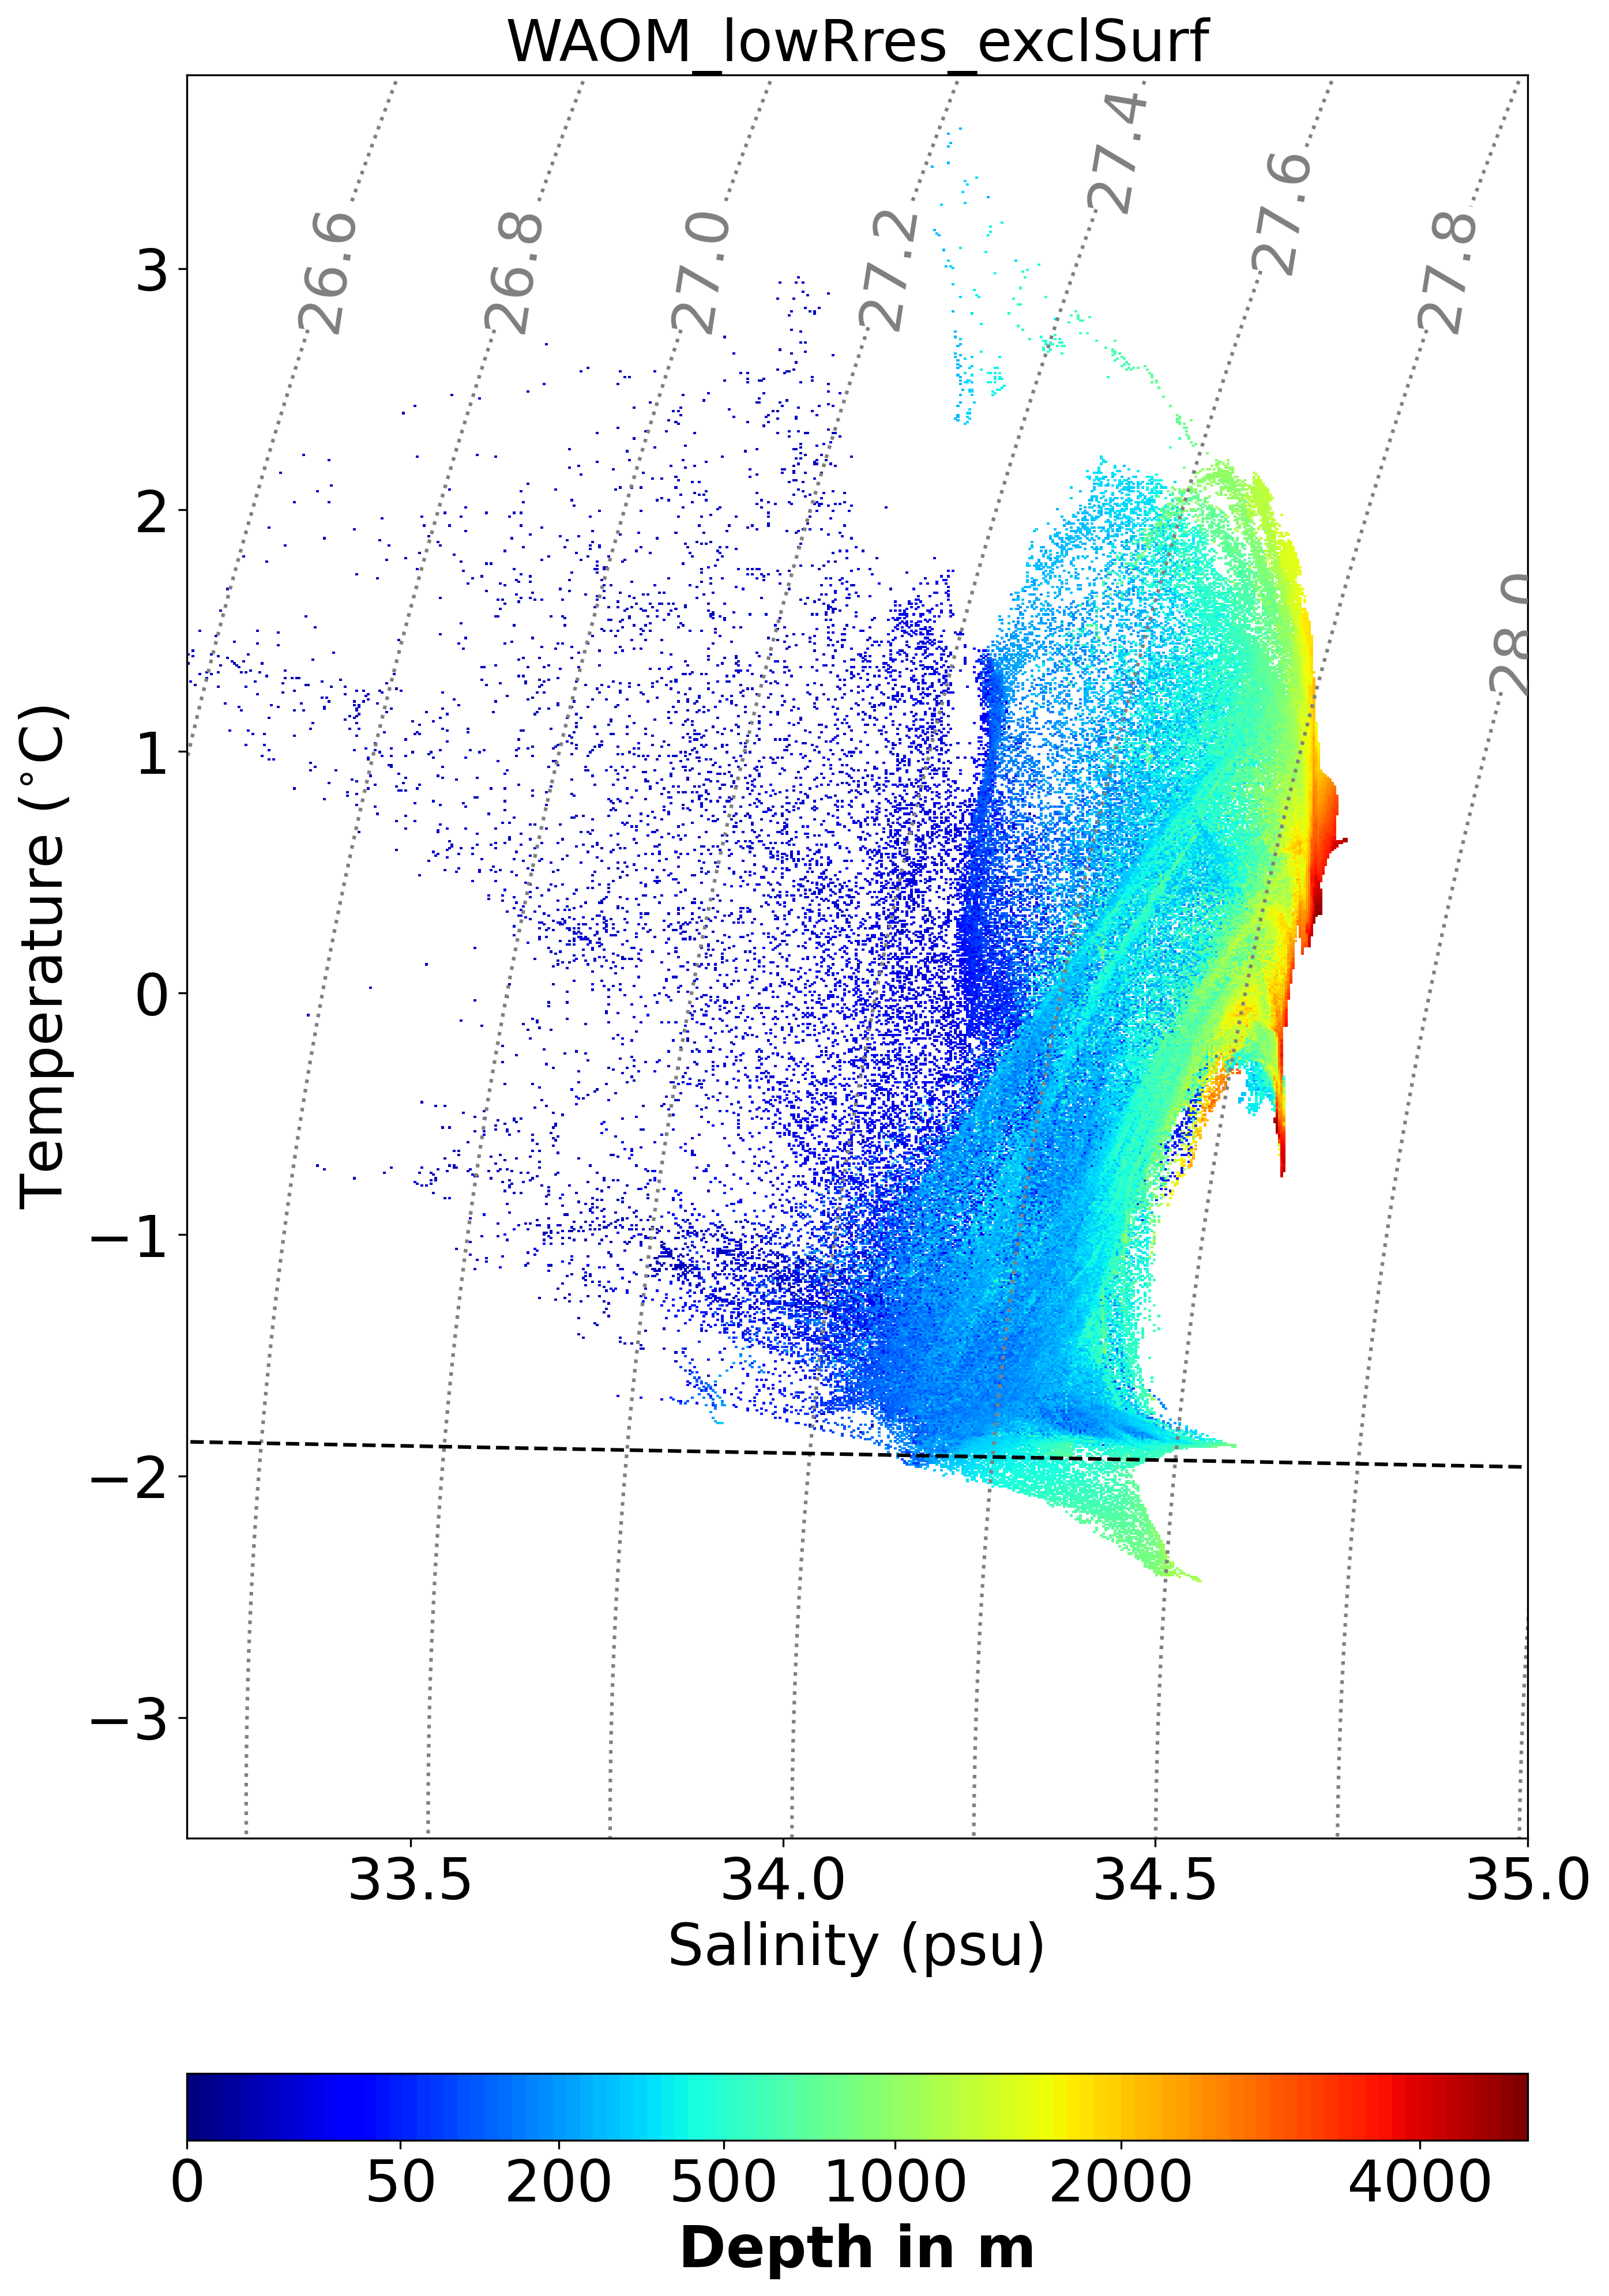 WAOM_lowRres_exclSurf
26.6
26.8
27.0
27.2
27.4
27.6
27.8
28.0
Temperature (°C)
3
2
1
0
−1
−2
−3
33.5 34.0 34.5 35.0
Salinity (psu)
0 50 200 500 1000 2000 4000
Depth in m